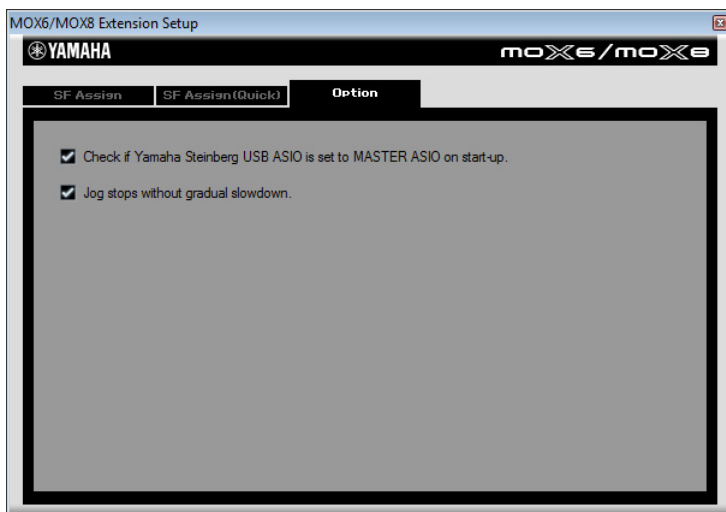 MOX6/MOX8 Extension Setup
YAMAHA
mox6/mox8
SF Assign
SF Assign(Quick)
Option
Check if Yamaha Steinberg USB ASIO is set to MASTER ASIO on start-up.
Jog stops without gradual slowdown.